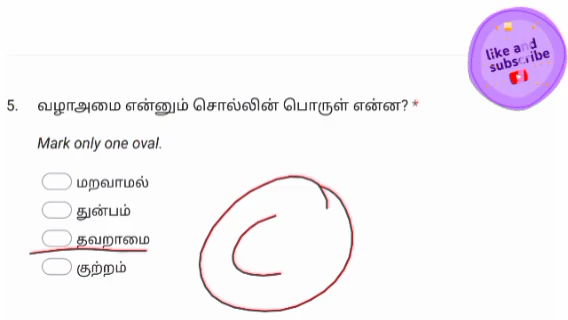 like and
subscribe
5. வழாஅமை என்னும் சொல்லின் பொருள் என்ன? *
Mark only one oval.
மறவாமல்
துன்பம்
தவறாமை
குற்றம்
C